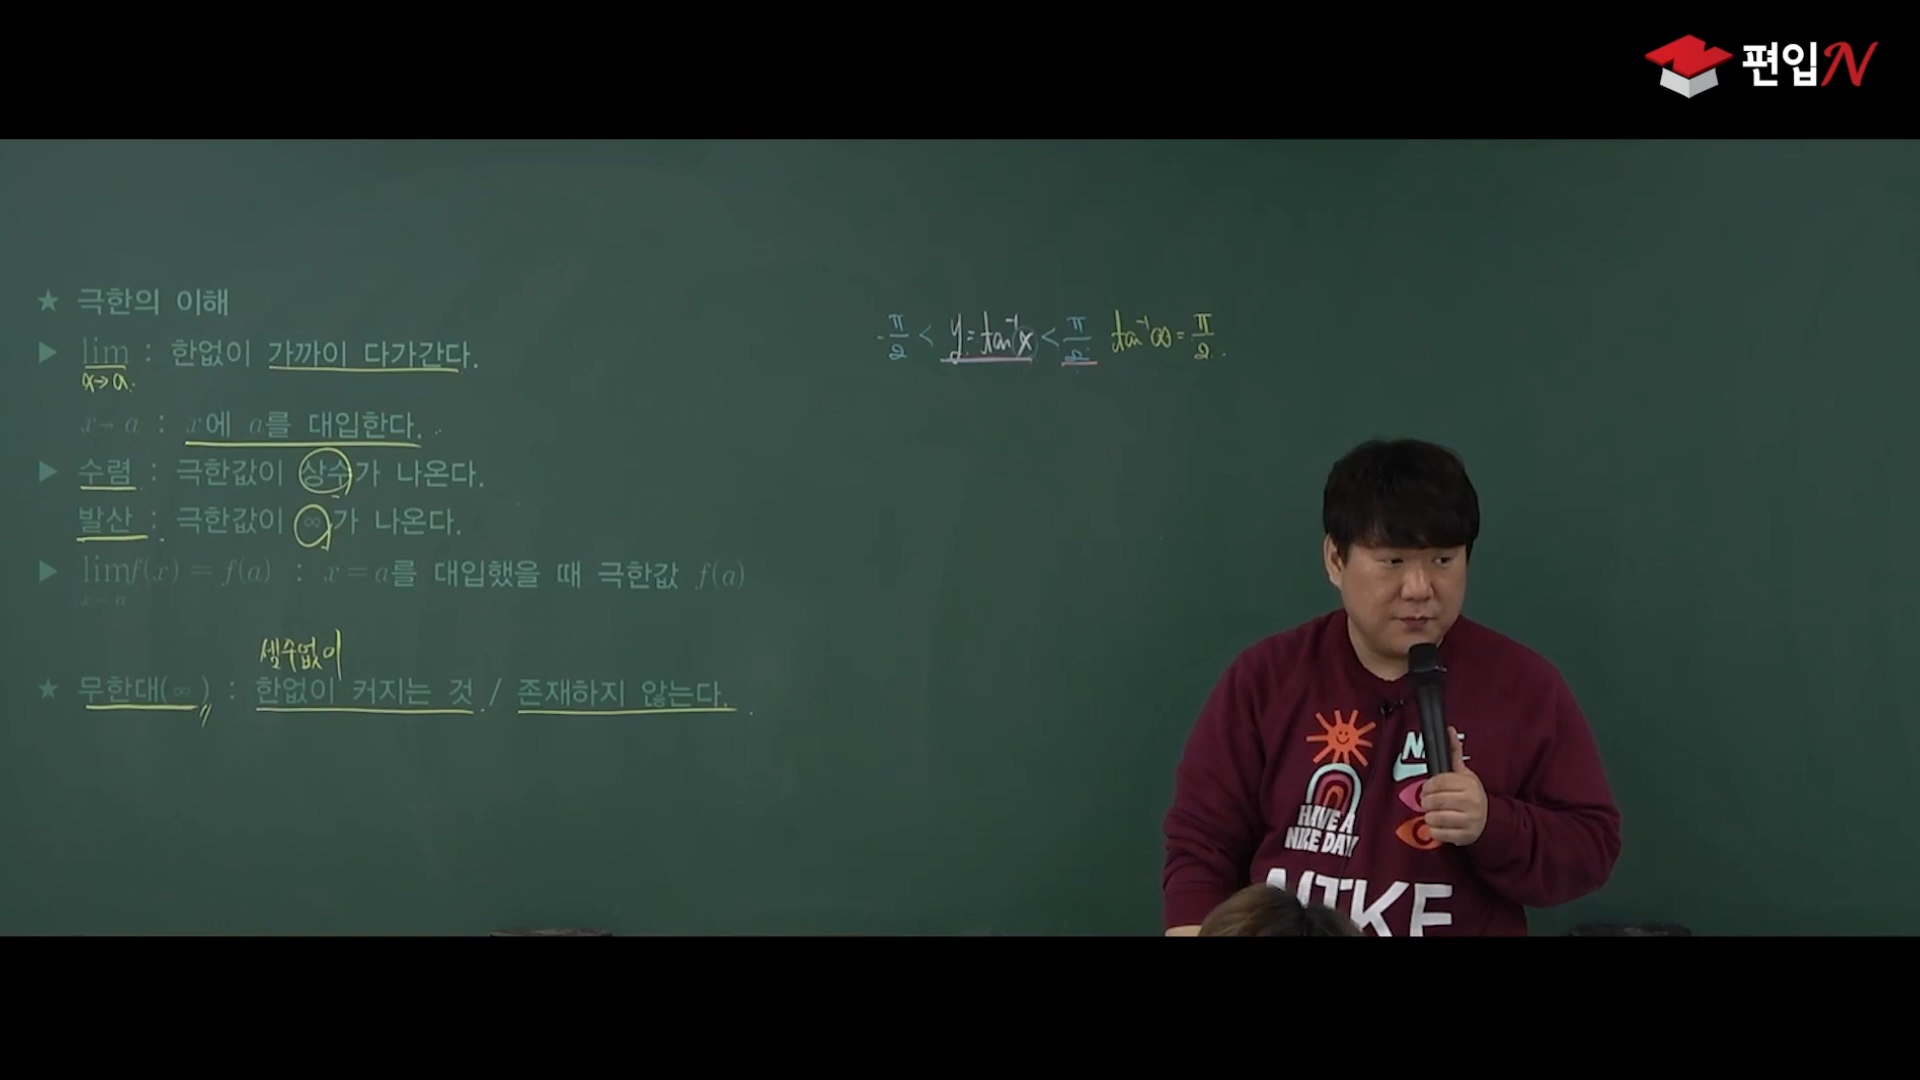 편입N
★ 극한의 이해
▶ lim : 한없이 가까이 다가간다.
x→a
x→a : x에 a를 대입한다.
▶ 수렴 : 극한값이 상수가 나온다.
발산 : 극한값이 ∞가 나온다.
▶ lim f(x) = f(a) : x = a를 대입했을 때 극한값 f(a)
x→a
셀수없이
★ 무한대(∞) : 한없이 커지는 것 / 존재하지 않는다.
-π/2 < y = tan⁻¹x < π/2 tan⁻¹∞ = π/2
HAVE A
NIKE DAY
NIKE